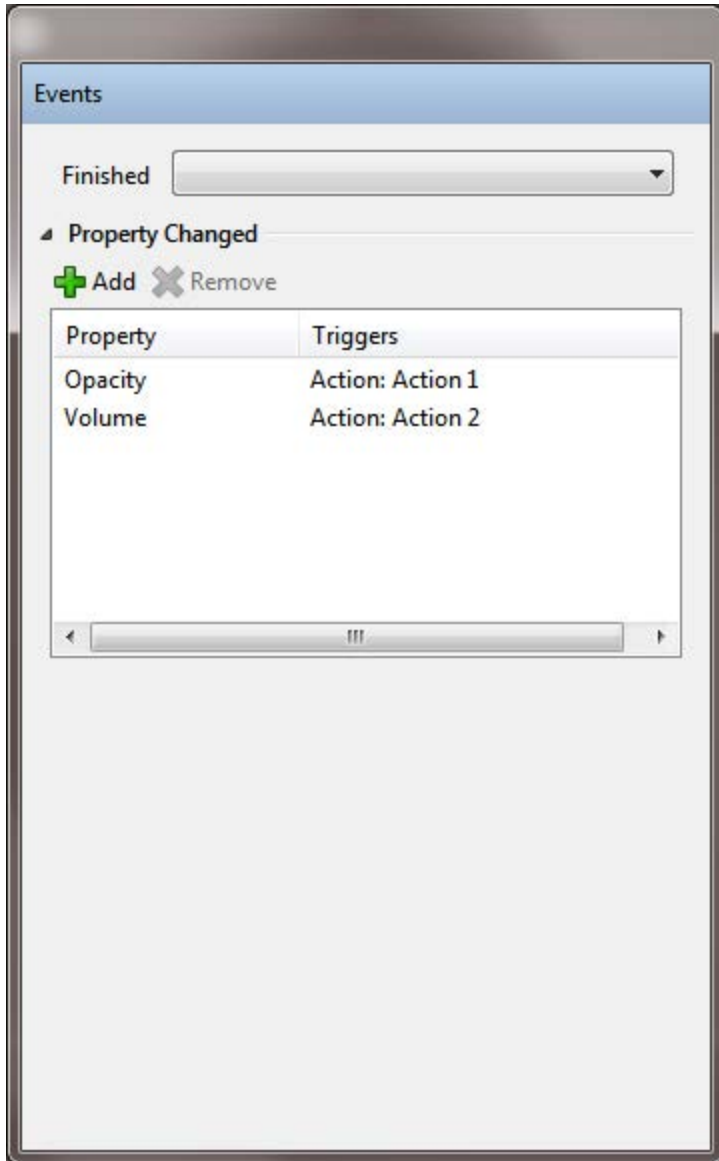 Events
Finished
Property Changed
Add Remove
Property Triggers
Opacity Action: Action 1
Volume Action: Action 2